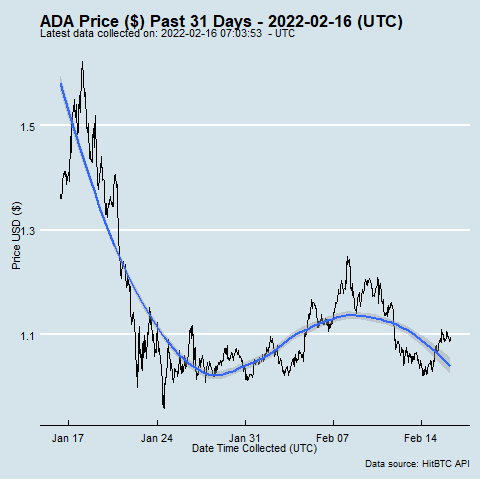 ADA Price ($) Past 31 Days - 2022-02-16 (UTC)
Latest data collected on: 2022-02-16 07:03:53 - UTC
1.5
1.3
1.1
Price USD ($)
Jan 17 Jan 24 Jan 31 Feb 07 Feb 14
Date Time Collected (UTC)
Data source: HitBTC API